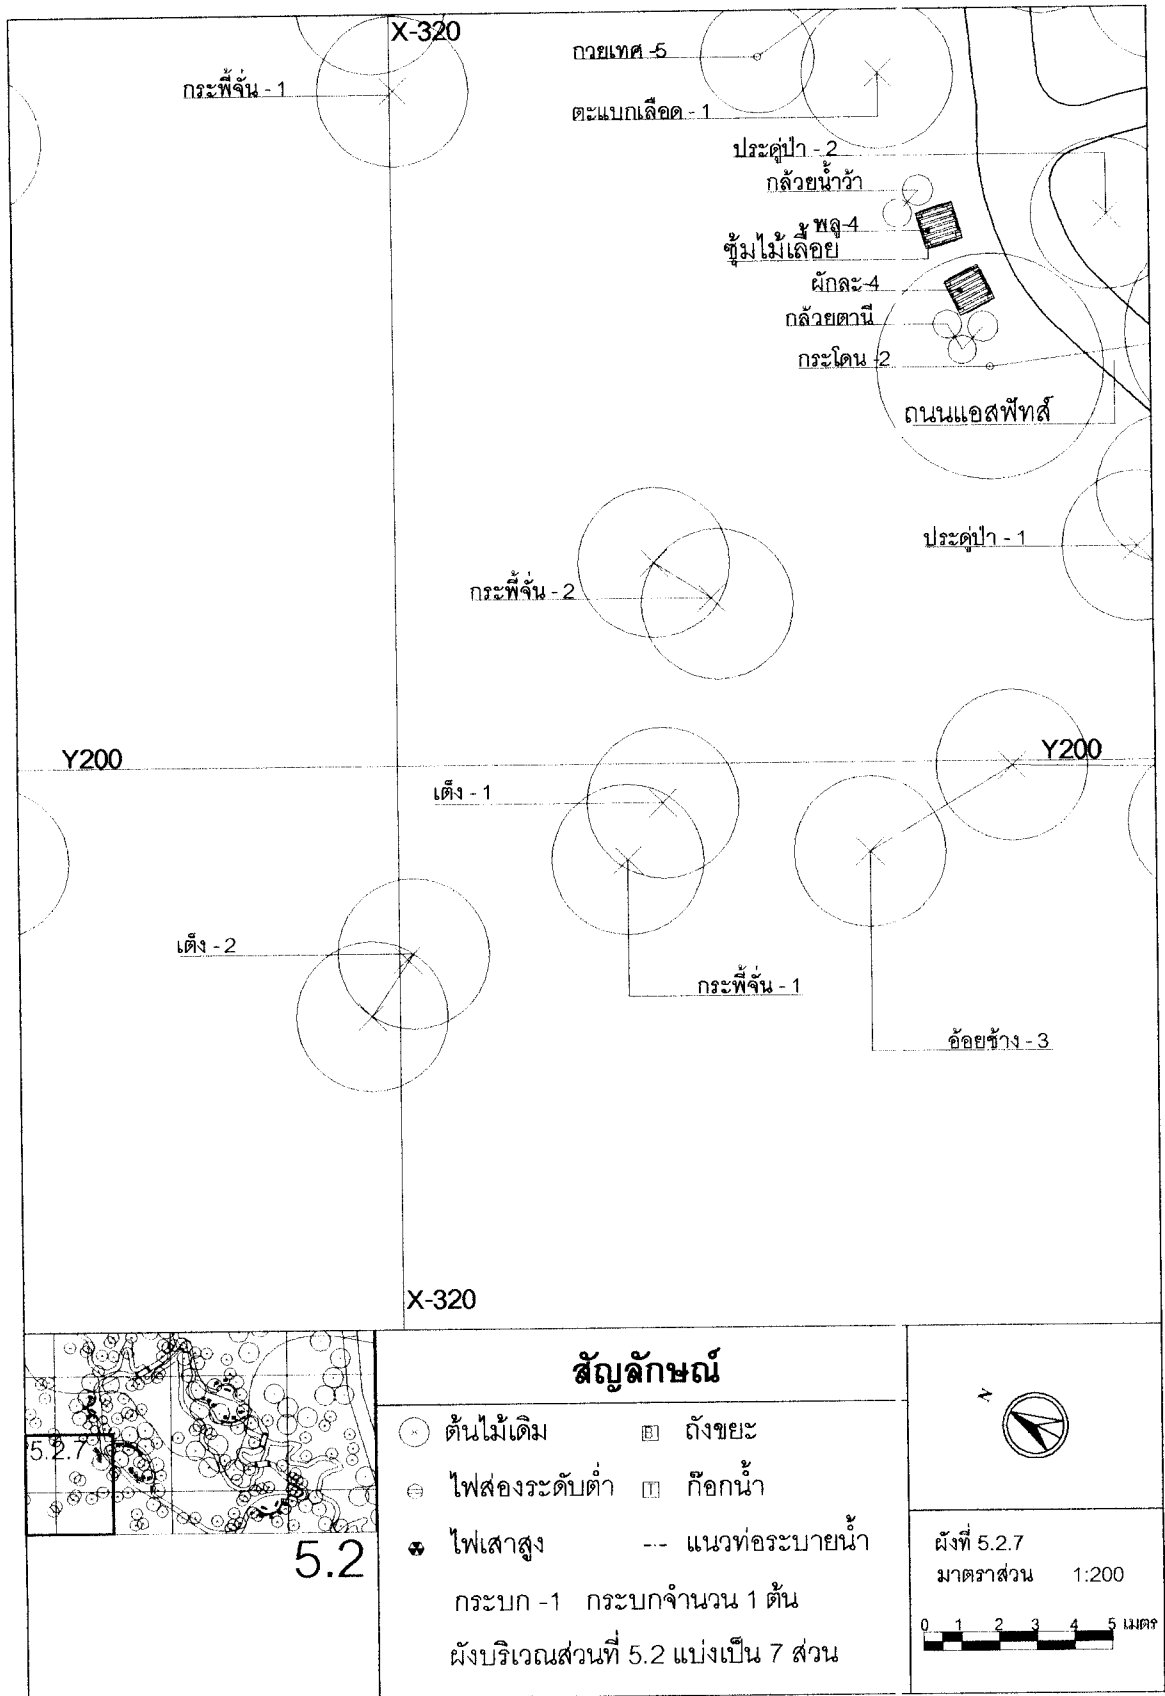 X-320
กระพี้จั่น - 1
กวยเทศ -5
ตะแบกเลือด - 1
ประดู่ป่า - 2
กล้วยน้ำว้า
พลู-4
ซุ้มไม้เลื้อย
ผักละ-4
กล้วยตานี
กระโดน -2
ถนนแอสฟัทส์
ประดู่ป่า - 1
กระพี้จั่น - 2
Y200
Y200
เต็ง - 1
เต็ง - 2
กระพี้จั่น - 1
อ้อยช้าง - 3
X-320
5.2.7
5.2
สัญลักษณ์
ต้นไม้เดิม
B ถังขยะ
ไฟส่องระดับต่ำ
T ก๊อกน้ำ
ไฟเสาสูง
แนวท่อระบายน้ำ
กระบก -1 กระบกจำนวน 1 ต้น
ผังบริเวณส่วนที่ 5.2 แบ่งเป็น 7 ส่วน
N
ผังที่ 5.2.7
มาตราส่วน 1:200
0 1 2 3 4 5 เมตร